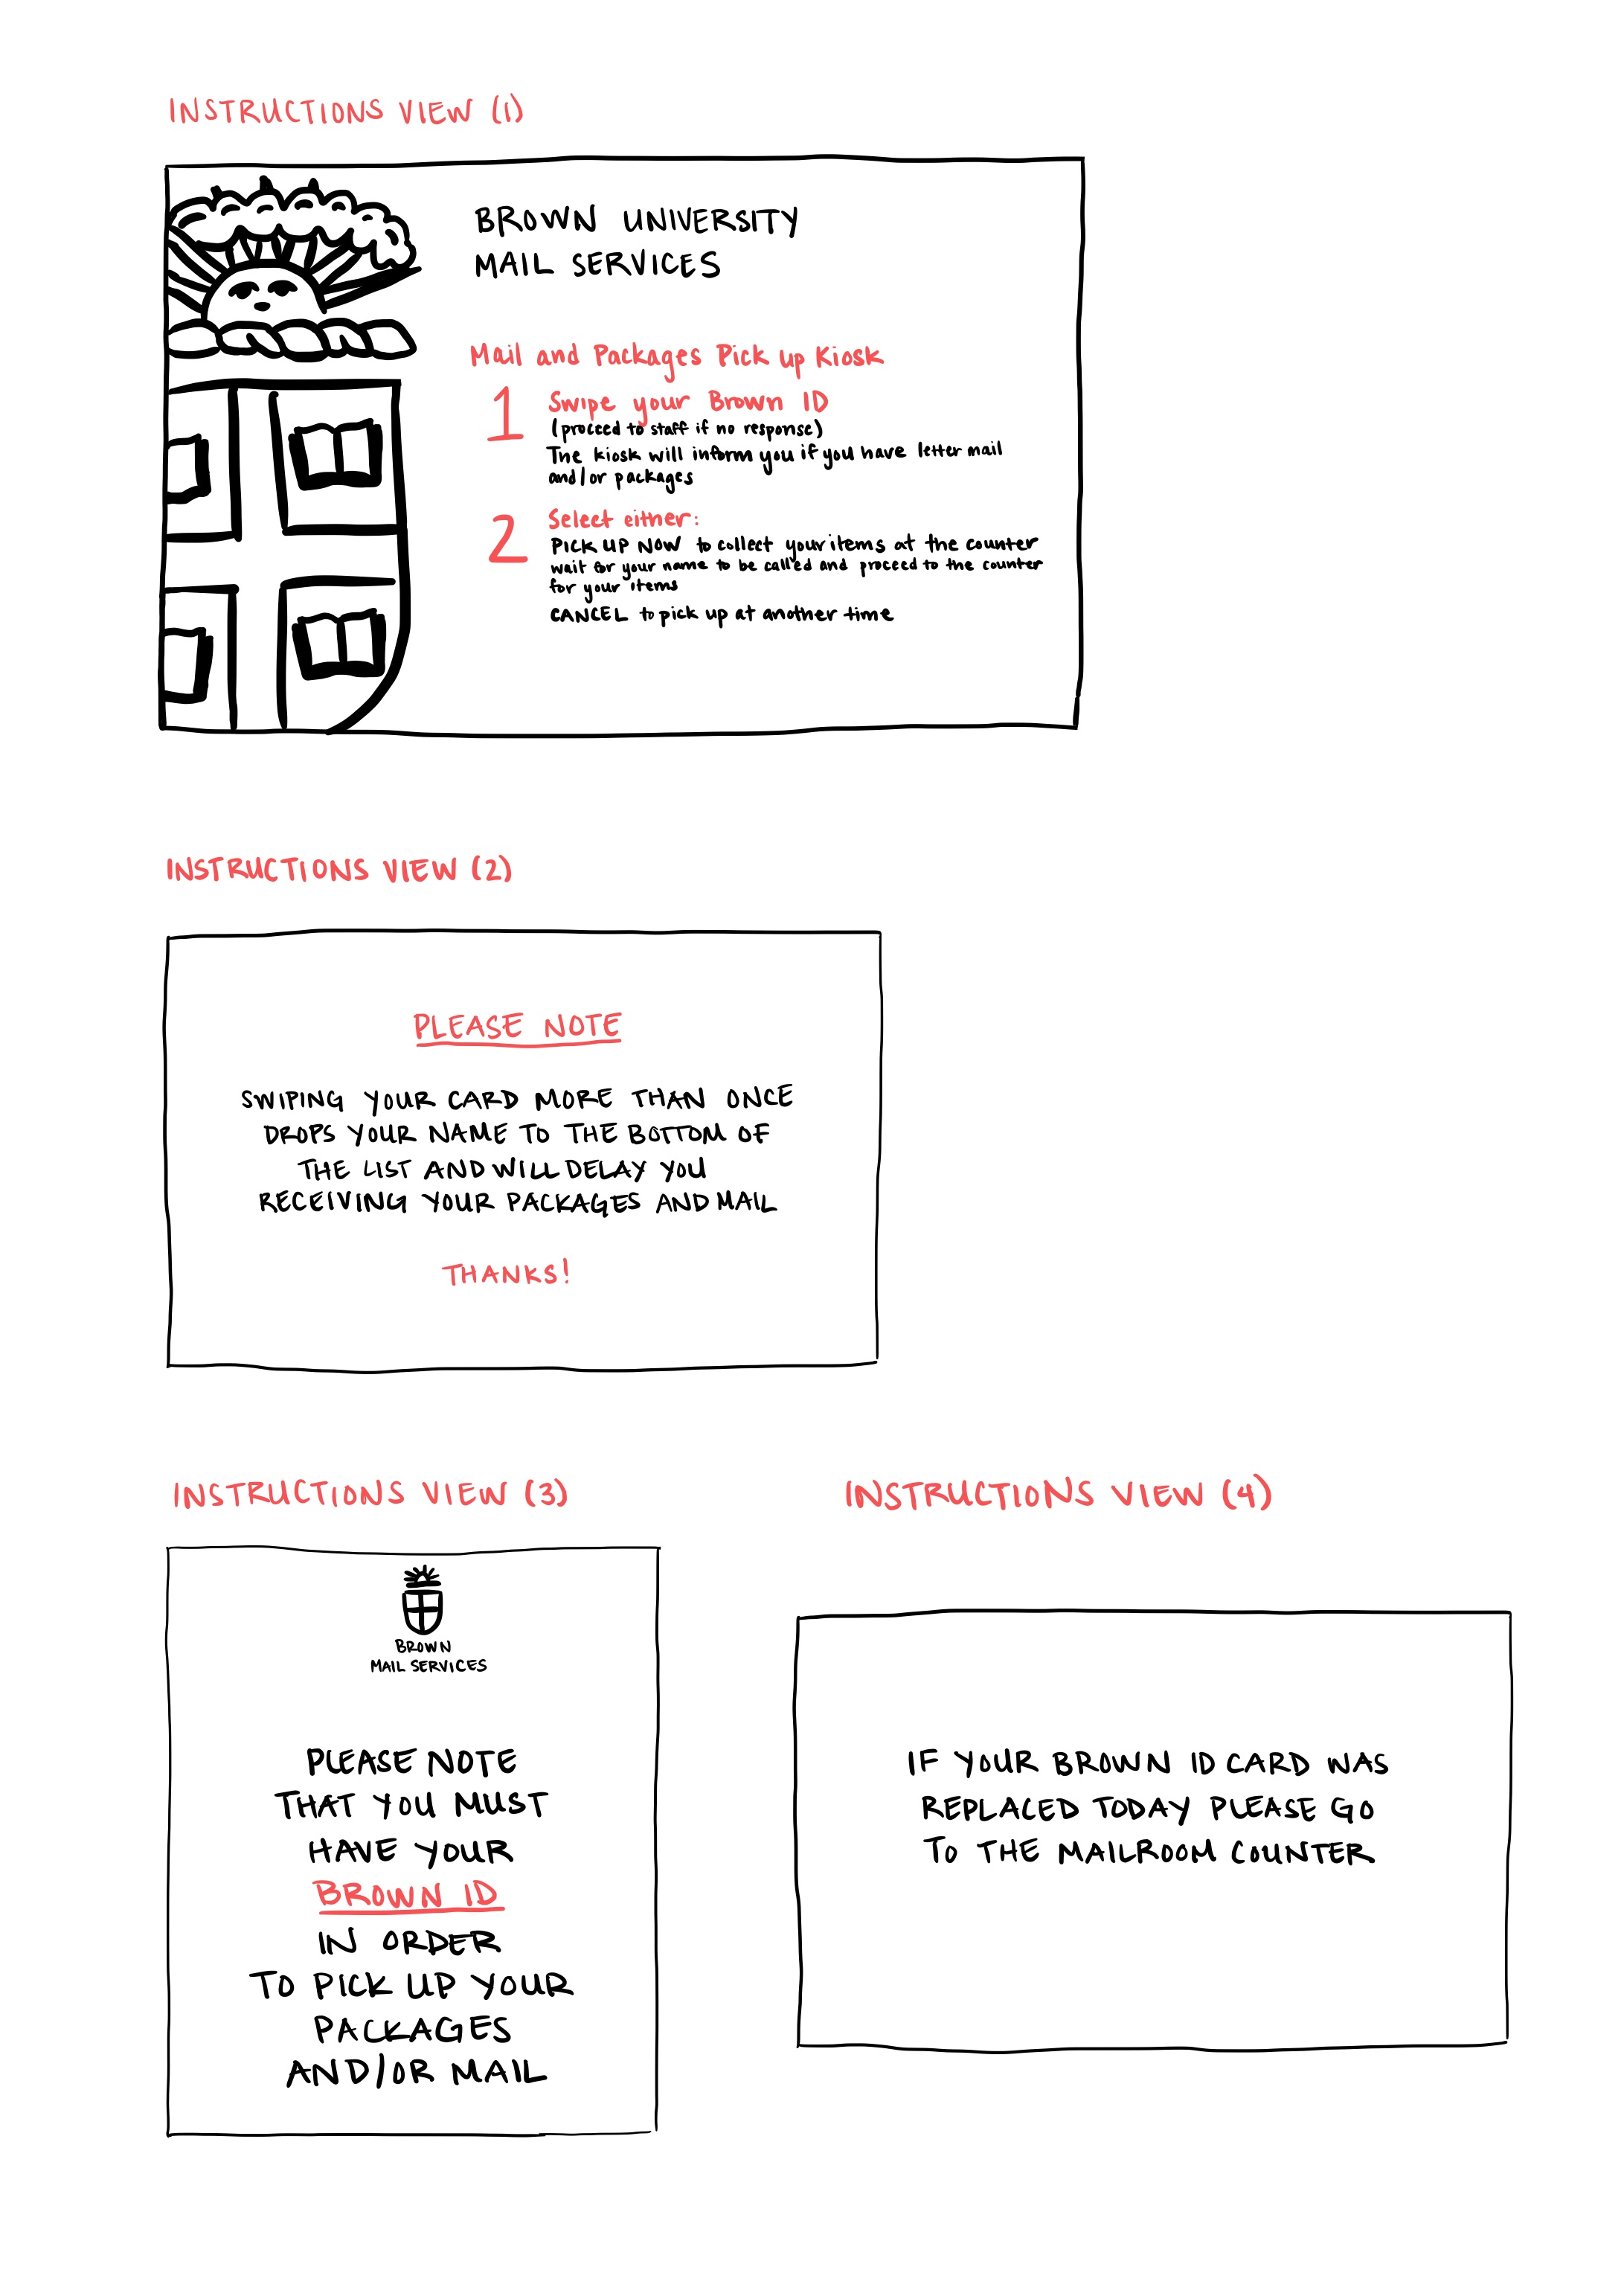 INSTRUCTIONS VIEW (1)
BROWN UNIVERSITY
MAIL SERVICES
Mail and Packages Pick up Kiosk
1 Swipe your Brown ID
(proceed to staff if no response)
The kiosk will inform you if you have letter mail
and/or packages
2 Select either:
PICK UP NOW to collect your items at the counter
wait for your name to be called and proceed to the counter
for your items
CANCEL to pick up at another time
INSTRUCTIONS VIEW (2)
PLEASE NOTE
SWIPING YOUR CARD MORE THAN ONCE
DROPS YOUR NAME TO THE BOTTOM OF
THE LIST AND WILL DELAY YOU
RECEIVING YOUR PACKAGES AND MAIL
THANKS!
INSTRUCTIONS VIEW (3)
BROWN
MAIL SERVICES
PLEASE NOTE
THAT YOU MUST
HAVE YOUR
BROWN ID
IN ORDER
TO PICK UP YOUR
PACKAGES
AND/OR MAIL
INSTRUCTIONS VIEW (4)
IF YOUR BROWN ID CARD WAS
REPLACED TODAY PLEASE GO
TO THE MAILROOM COUNTER